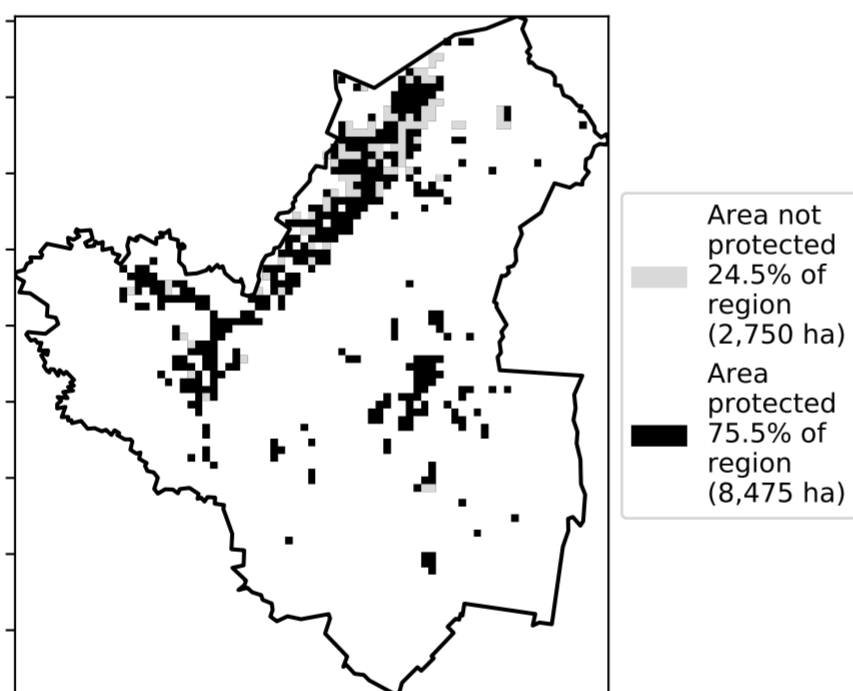 Area not
protected
24.5% of
region
(2,750 ha)
Area
protected
75.5% of
region
(8,475 ha)